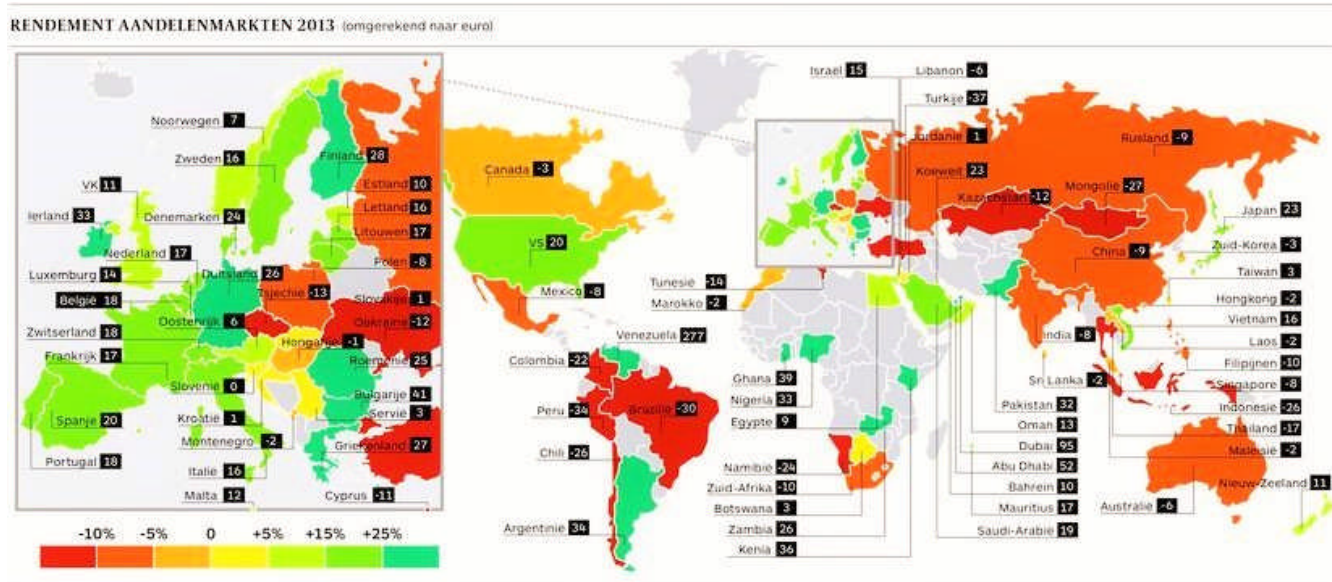 RENDEMENT AANDELENMARKTEN 2013 (omgerekend naar euro)
Noorwegen 7
Zweden 16
Finland 28
VK 11
Estland 10
Ierland 33
Denemarken 24
Letland 16
Litouwen 17
Nederland 17
Polen -8
Luxemburg 14
Duitsland 26
Tsjechie -13
Slovakije 1
België 18
Oostenrijk 6
Oekraine -12
Zwitserland 18
Hongarije -1
Frankrijk 17
Roemenie 25
Slovenië 0
Bulgarije 41
Spanje 20
Kroatië 1
Servië 3
Montenegro -2
Griekenland 27
Portugal 18
Italië 16
Malta 12
Cyprus -11
-10% -5% 0 +5% +15% +25%
Canada -3
VS 20
Mexico -8
Venezuela 277
Colombia -22
Peru -34
Brazilië -30
Chili -26
Argentinië 34
Israël 15
Libanon -6
Turkije -37
Jordanië 1
Koeweit 23
Rusland -9
Kazachstan -12
Mongolië -27
Japan 23
China -9
Zuid-Korea -3
Tunesie -14
Taiwan 3
Marokko -2
Hongkong -2
Vietnam 16
India -8
Laos -2
Filipijnen -10
Ghana 39
Sri Lanka -2
Singapore -8
Nigeria 33
Pakistan 32
Indonesië -26
Egypte 9
Oman 13
Thailand -17
Dubai 95
Maleisië -2
Namibië -24
Abu Dhabi 52
Zuid-Afrika -10
Bahrein 10
Nieuw-Zeeland 11
Botswana 3
Mauritius 17
Australië -6
Zambia 26
Saudi-Arabië 19
Kenia 36